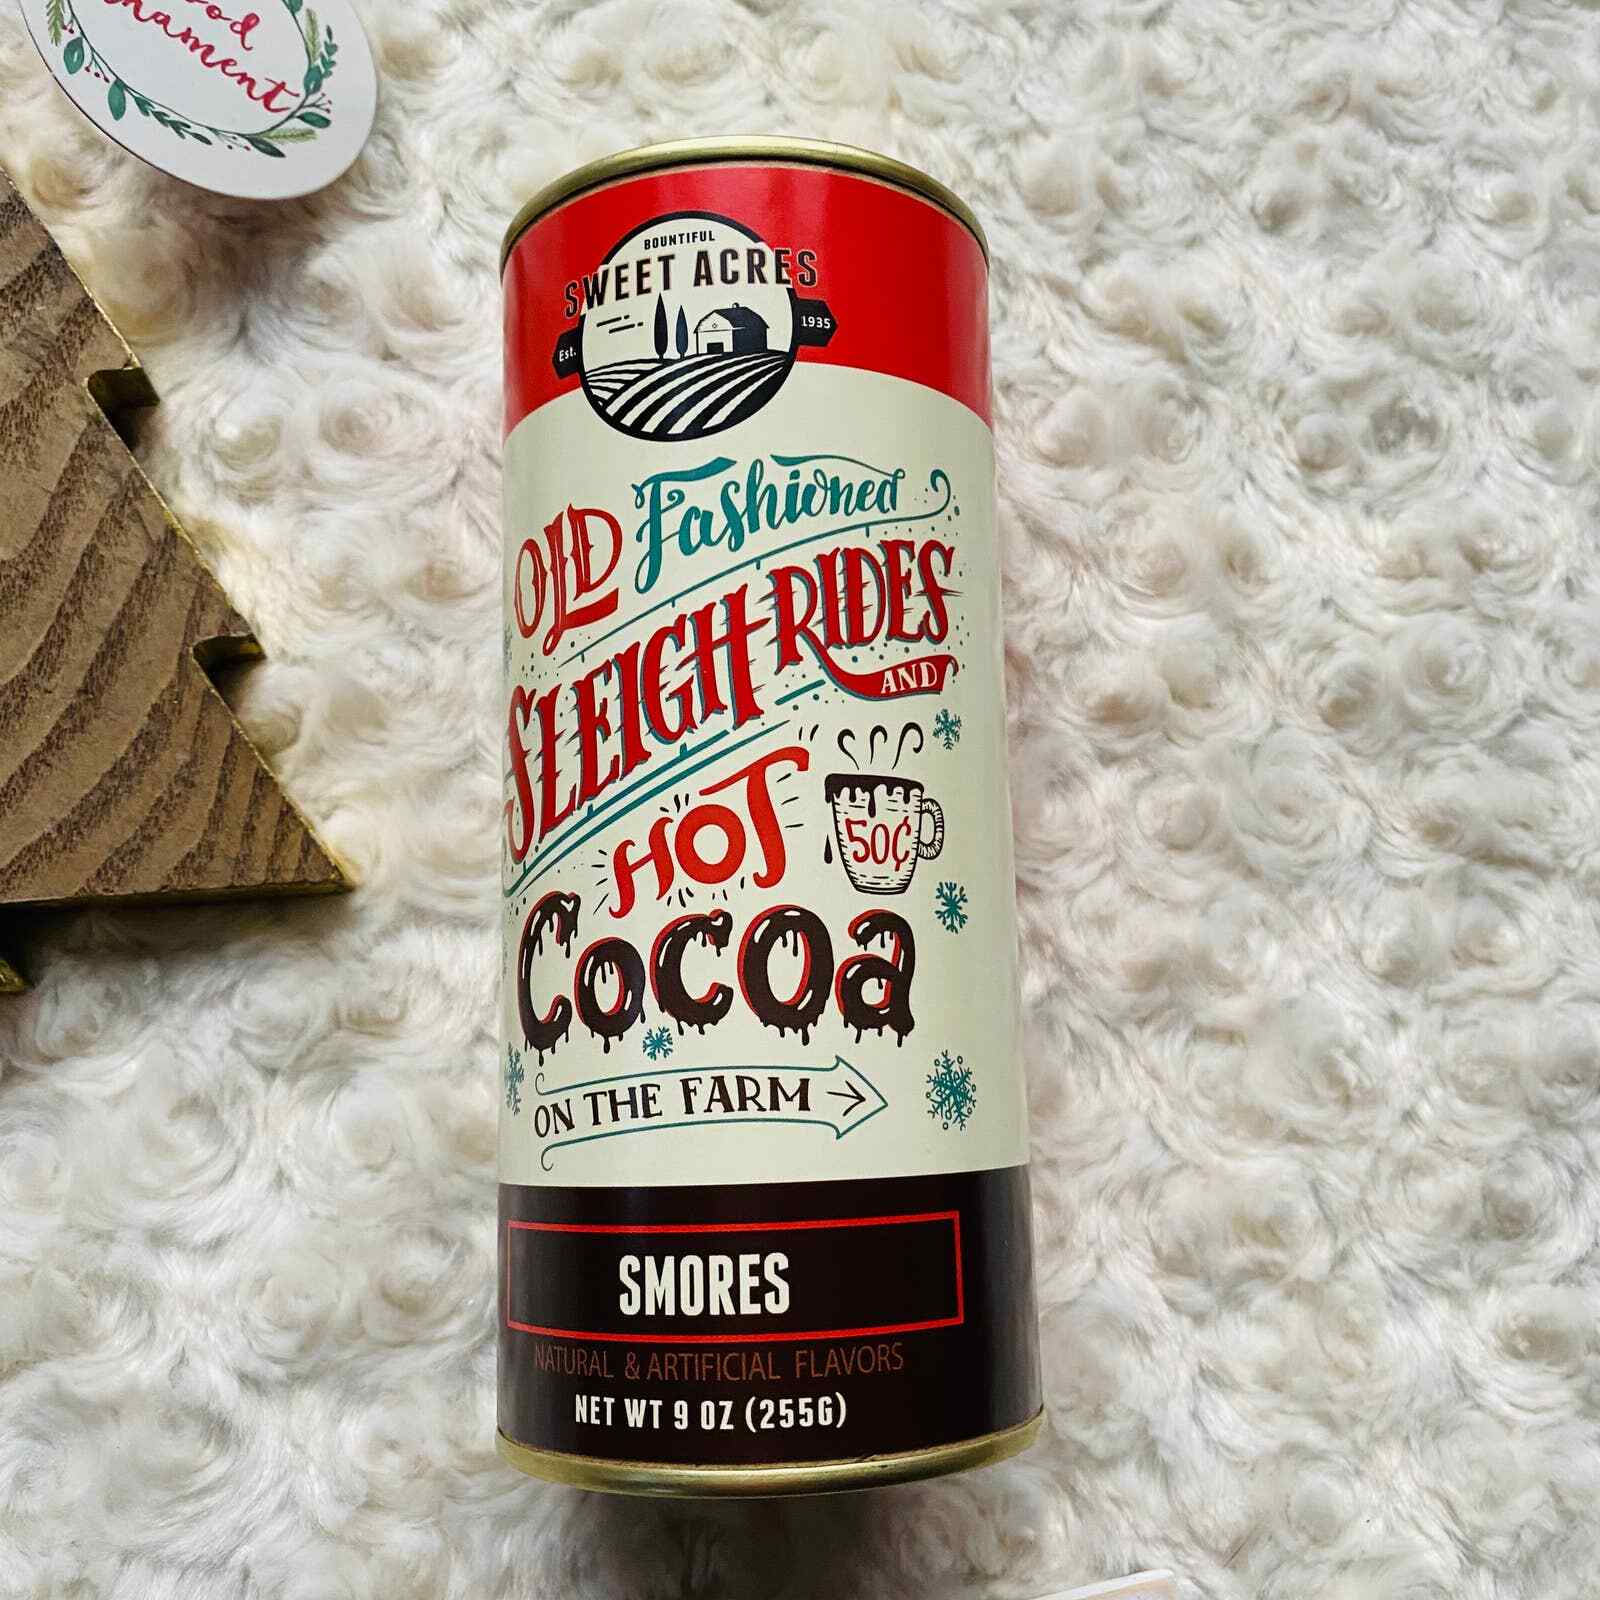 BOUNTIFUL
SWEET ACRES
Est. 1935
OLD Fashioned
SLEIGH RIDES
AND
HOT
50¢
Cocoa
ON THE FARM
SMORES
NATURAL & ARTIFICIAL FLAVORS
NET WT 9 OZ (255G)